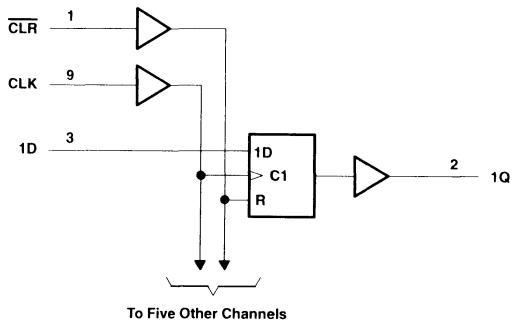 CLR 1
CLK 9
1D 3
1D
C1
R
2 1Q
To Five Other Channels